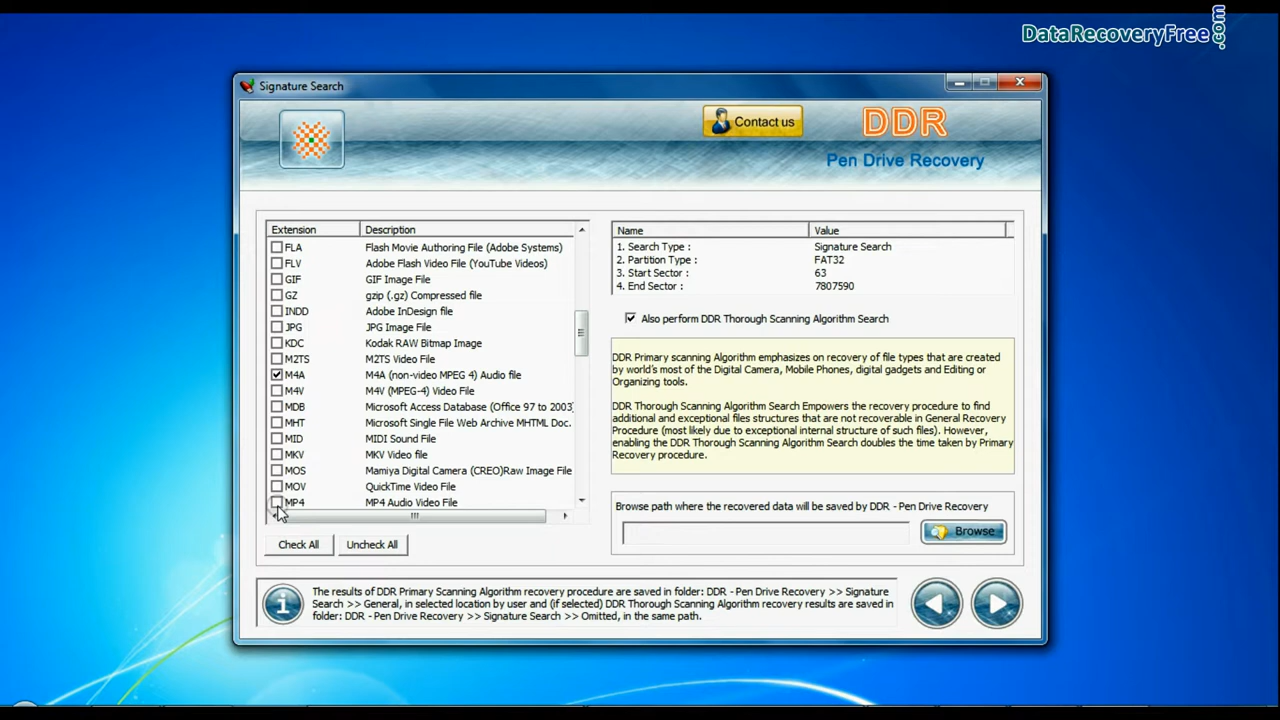 DataRecoveryFree.com
Signature Search
Contact us
DDR
Pen Drive Recovery
Extension Description
FLA Flash Movie Authoring File (Adobe Systems)
FLV Adobe Flash Video File (YouTube Videos)
GIF GIF Image File
GZ gzip (.gz) Compressed file
INDD Adobe InDesign file
JPG JPG Image File
KDC Kodak RAW Bitmap Image
M2TS M2TS Video File
M4A M4A (non-video MPEG 4) Audio file
M4V M4V (MPEG-4) Video File
MDB Microsoft Access Database (Office 97 to 2003)
MHT Microsoft Single File Web Archive MHTML Doc.
MID MIDI Sound File
MKV MKV Video file
MOS Mamiya Digital Camera (CREO)Raw Image File
MOV QuickTime Video File
MP4 MP4 Audio Video File
Check All Uncheck All
Name Value
1. Search Type : Signature Search
2. Partition Type : FAT32
3. Start Sector : 63
4. End Sector : 7807590
Also perform DDR Thorough Scanning Algorithm Search
DDR Primary scanning Algorithm emphasizes on recovery of file types that are created
by world's most of the Digital Camera, Mobile Phones, digital gadgets and Editing or
Organizing tools.
DDR Thorough Scanning Algorithm Search Empowers the recovery procedure to find
additional and exceptional files structures that are not recoverable in General Recovery
Procedure (most likely due to exceptional internal structure of such files). However,
enabling the DDR Thorough Scanning Algorithm Search doubles the time taken by Primary
Recovery procedure.
Browse path where the recovered data will be saved by DDR - Pen Drive Recovery
Browse
The results of DDR Primary Scanning Algorithm recovery procedure are saved in folder: DDR - Pen Drive Recovery >> Signature
Search >> General, in selected location by user and (if selected) DDR Thorough Scanning Algorithm recovery results are saved in
folder: DDR - Pen Drive Recovery >> Signature Search >> Omitted, in the same path.